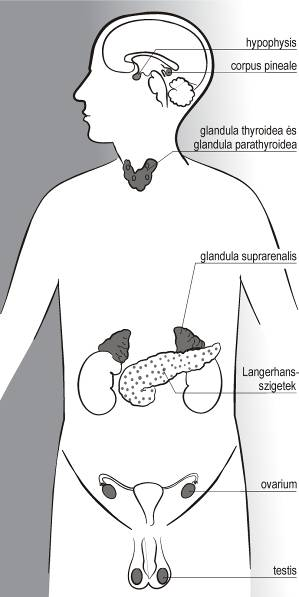 hypophysis
corpus pineale
glandula thyroidea és
glandula parathyroidea
glandula suprarenalis
Langerhans-
szigetek
ovarium
testis